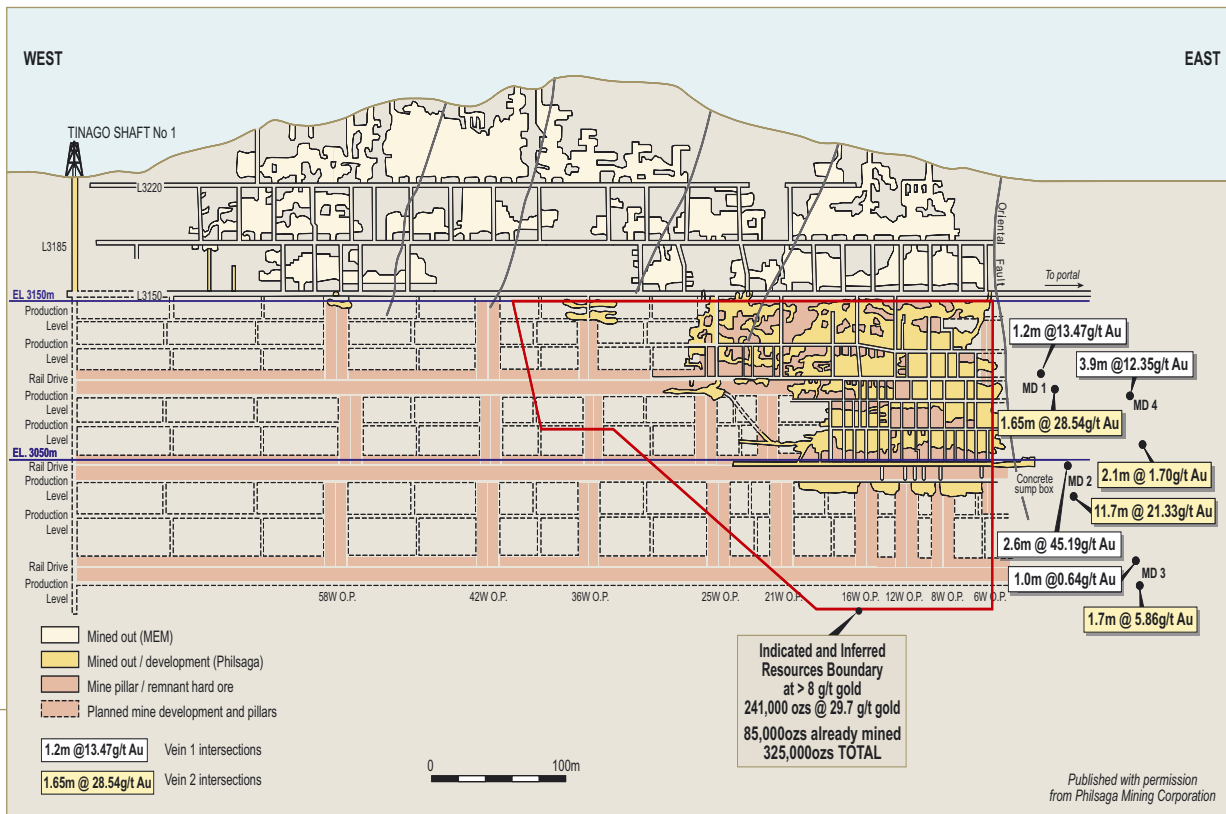 WEST
EAST
TINAGO SHAFT No 1
L3220
L3185
L3150
Oriental Fault
To portal
EL 3150m
Production
Level
Production
Level
Rail Drive
Production
Level
Production
Level
EL. 3050m
Rail Drive
Production
Level
Production
Level
Rail Drive
Production
Level
1.2m @13.47g/t Au
3.9m @12.35g/t Au
MD 1
MD 4
1.65m @ 28.54g/t Au
2.1m @ 1.70g/t Au
Concrete
sump box
MD 2
11.7m @ 21.33g/t Au
2.6m @ 45.19g/t Au
1.0m @0.64g/t Au
MD 3
1.7m @ 5.86g/t Au
58W O.P.
42W O.P.
36W O.P.
25W O.P.
21W O.P.
16W O.P.
12W O.P.
8W O.P.
6W O.P.
Mined out (MEM)
Mined out / development (Philsaga)
Mine pillar / remnant hard ore
Planned mine development and pillars
1.2m @13.47g/t Au
Vein 1 intersections
1.65m @ 28.54g/t Au
Vein 2 intersections
0
100m
Indicated and Inferred
Resources Boundary
at > 8 g/t gold
241,000 ozs @ 29.7 g/t gold
85,000ozs already mined
325,000ozs TOTAL
Published with permission
from Philsaga Mining Corporation